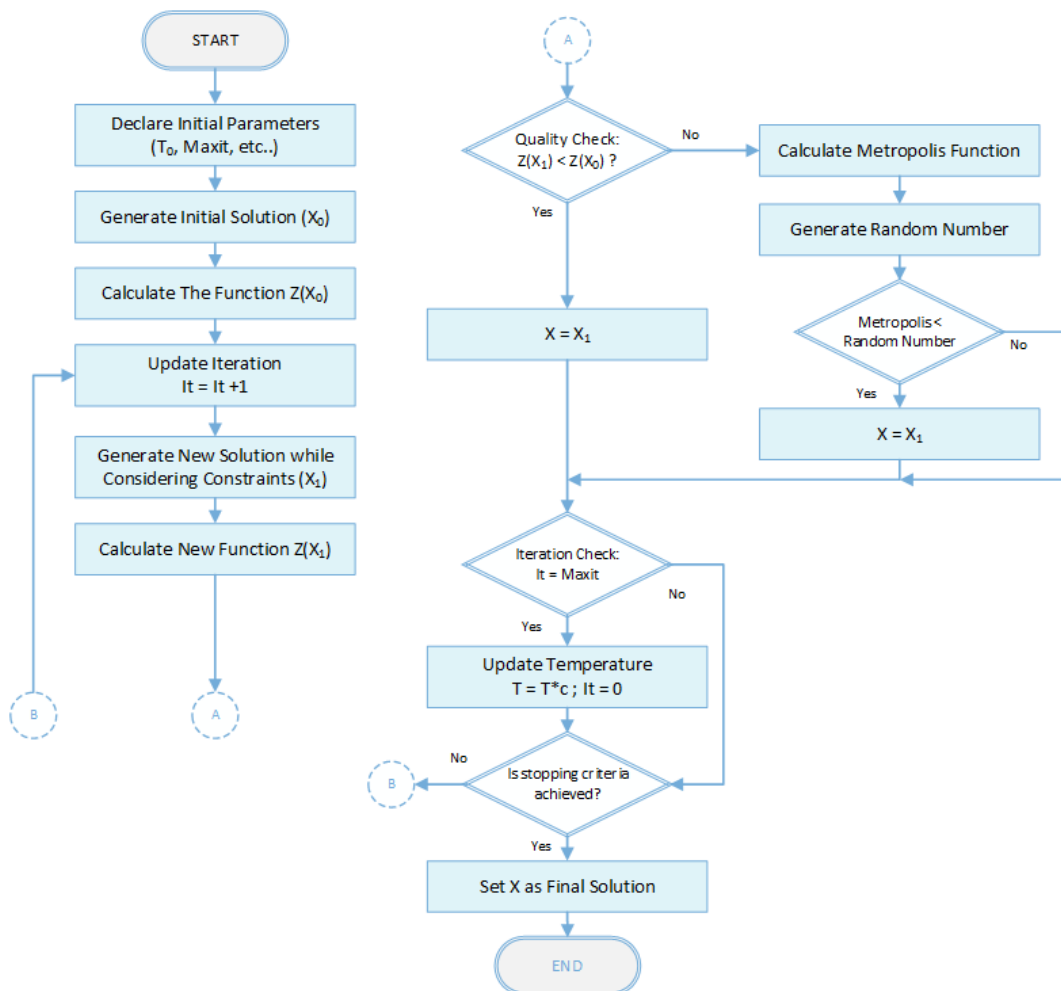 START
Declare Initial Parameters
(T₀, Maxit, etc..)
Generate Initial Solution (X₀)
Calculate The Function Z(X₀)
Update Iteration
It = It +1
Generate New Solution while
Considering Constraints (X₁)
Calculate New Function Z(X₁)
B
A
A
Quality Check:
Z(X₁) < Z(X₀) ?
No
Yes
Calculate Metropolis Function
Generate Random Number
Metropolis<
Random Number
No
Yes
X = X₁
X = X₁
Iteration Check:
It = Maxit
No
Yes
Update Temperature
T = T*c ; It = 0
No
B
Is stopping criteria
achieved?
Yes
Set X as Final Solution
END